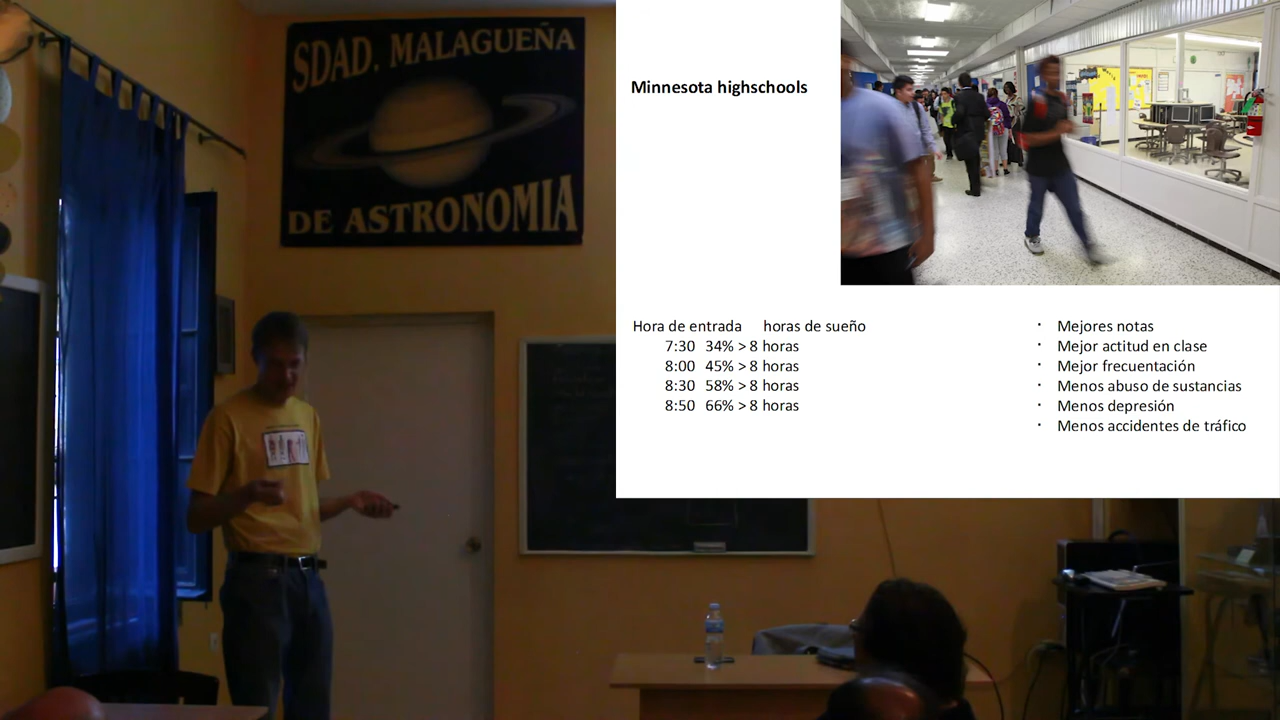 SDAD. MALAGUEÑA
DE ASTRONOMIA
Minnesota highschools
Hora de entrada horas de sueño
7:30 34% > 8 horas
8:00 45% > 8 horas
8:30 58% > 8 horas
8:50 66% > 8 horas
· Mejores notas
· Mejor actitud en clase
· Mejor frecuentación
· Menos abuso de sustancias
· Menos depresión
· Menos accidentes de tráfico